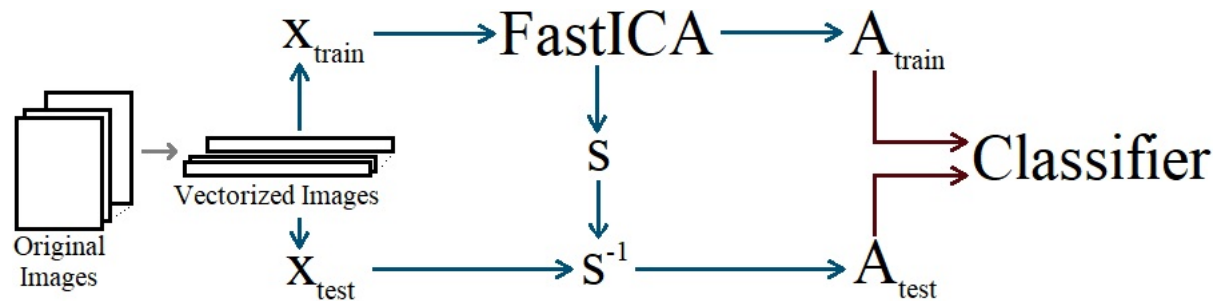 x_train FastICA A_train
s
Classifier
Vectorized Images
Original
Images
x_test s^-1 A_test